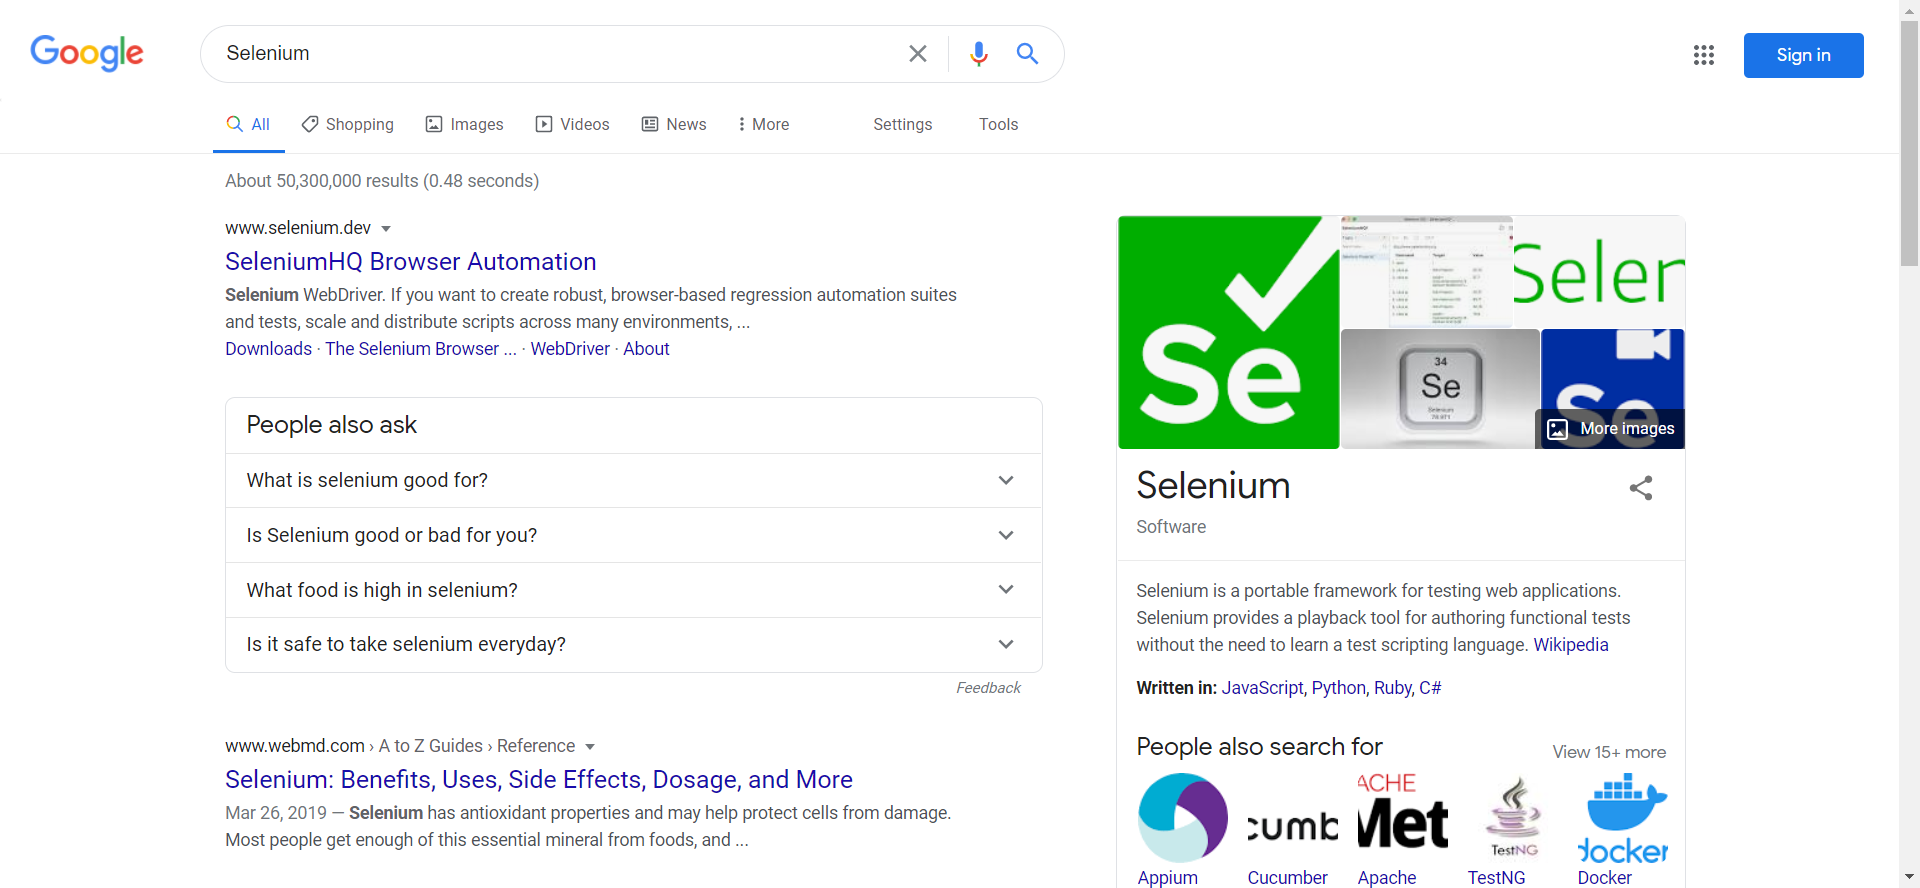 Google
Selenium
Sign in
All
Shopping
Images
Videos
News
More
Settings
Tools
About 50,300,000 results (0.48 seconds)
www.selenium.dev
SeleniumHQ Browser Automation
Selenium WebDriver. If you want to create robust, browser-based regression automation suites
and tests, scale and distribute scripts across many environments, ...
Downloads · The Selenium Browser ... · WebDriver · About
People also ask
What is selenium good for?
Is Selenium good or bad for you?
What food is high in selenium?
Is it safe to take selenium everyday?
Feedback
www.webmd.com › A to Z Guides › Reference
Selenium: Benefits, Uses, Side Effects, Dosage, and More
Mar 26, 2019 — Selenium has antioxidant properties and may help protect cells from damage.
Most people get enough of this essential mineral from foods, and ...
Se
Selen
34
Se
Selenium
Se
More images
Selenium
Software
Selenium is a portable framework for testing web applications.
Selenium provides a playback tool for authoring functional tests
without the need to learn a test scripting language. Wikipedia
Written in: JavaScript, Python, Ruby, C#
People also search for
View 15+ more
cumb
ACHE
Met
TestNG
docker
Appium
Cucumber
Apache
TestNG
Docker